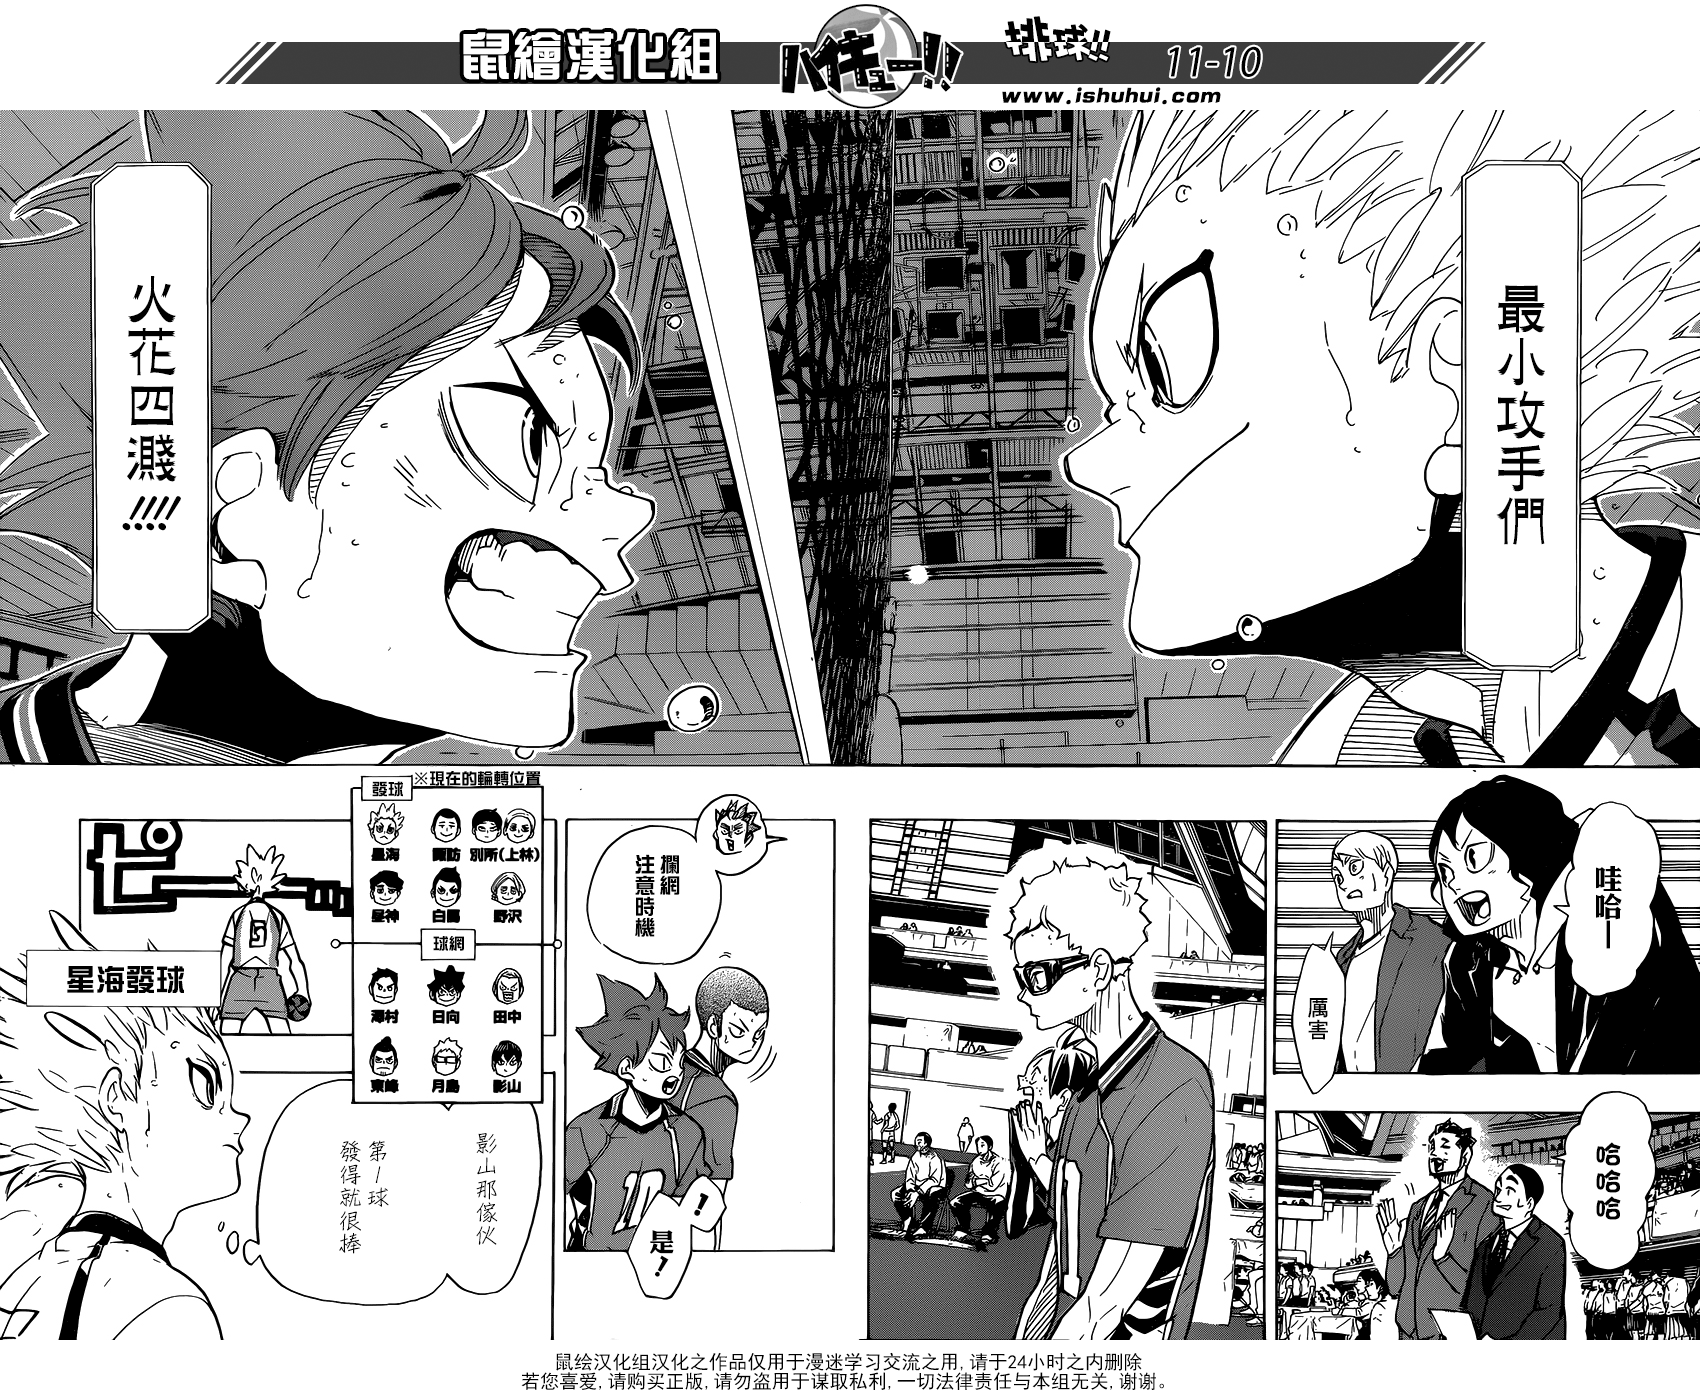 鼠繪漢化組
ハイキュー!!
排球!!
11-10
www.ishuhui.com
最小攻手們
火花四濺!!!!
哇哈—
厲害
哈哈哈
攔網
注意時機
!
是!
※現在的輪轉位置
發球
星海
諏訪
別所(上林)
星神
白馬
野沢
球網
澤村
日向
田中
東峰
月島
影山
ピ
5
星海發球
10
1
影山那傢伙
第一球
發得就很棒
鼠绘汉化组汉化之作品仅用于漫迷学习交流之用,请于24小时之内删除
若您喜爱,请购买正版,请勿盗用于谋取私利,一切法律责任与本组无关,谢谢。